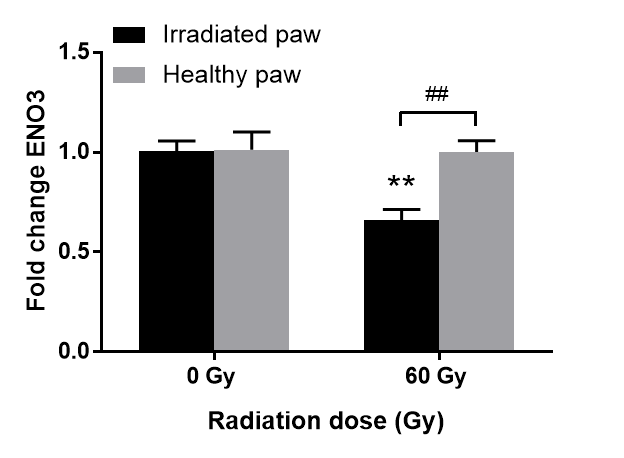 Irradiated paw
Healthy paw
Fold change ENO3
1.5
1.0
0.5
0.0
##
**
0 Gy
60 Gy
Radiation dose (Gy)